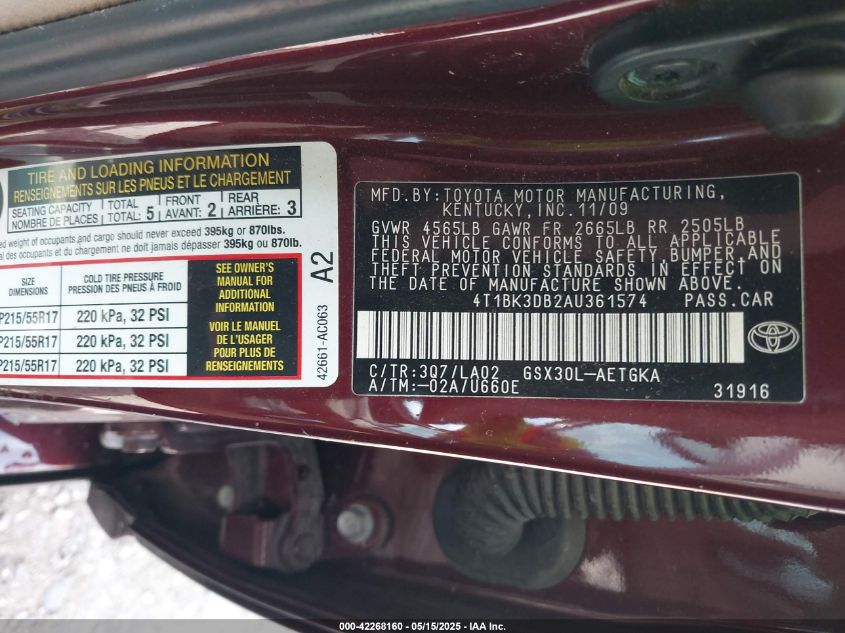 TIRE AND LOADING INFORMATION
RENSEIGNEMENTS SUR LES PNEUS ET LE CHARGEMENT
SEATING CAPACITY TOTAL 5 FRONT 2 REAR 3
NOMBRE DE PLACES TOTAL: AVANT: ARRIÈRE:
weight of occupants and cargo should never exceed 395kg or 870lb.
des occupants et du chargement ne doit jamais dépasser 395kg ou 870lb.
SIZE COLD TIRE PRESSURE
DIMENSIONS PRESSION DES PNEUS À FROID
P215/55R17 220 kPa, 32 PSI
P215/55R17 220 kPa, 32 PSI
P215/55R17 220 kPa, 32 PSI
SEE OWNER'S
MANUAL FOR
ADDITIONAL
INFORMATION
VOIR LE MANUEL
DE L'USAGER
POUR PLUS DE
RENSEIGNEMENTS
42661-AC063 A2
MFD.BY:TOYOTA MOTOR MANUFACTURING,
KENTUCKY, INC. 11/09
GVWR 4565LB GAWR FR 2665LB RR 2505LB
THIS VEHICLE CONFORMS TO ALL APPLICABLE
FEDERAL MOTOR VEHICLE SAFETY,BUMPER,AND
THEFT PREVENTION STANDARDS IN EFFECT ON
THE DATE OF MANUFACTURE SHOWN ABOVE.
4T1BK3DB2AU361574 PASS.CAR
C/TR:3Q7/LA02 GSX30L-AETGKA
A/TM:-02A/U660E 31916
TOYOTA
000-42268160 - 05/15/2025 - IAA Inc.